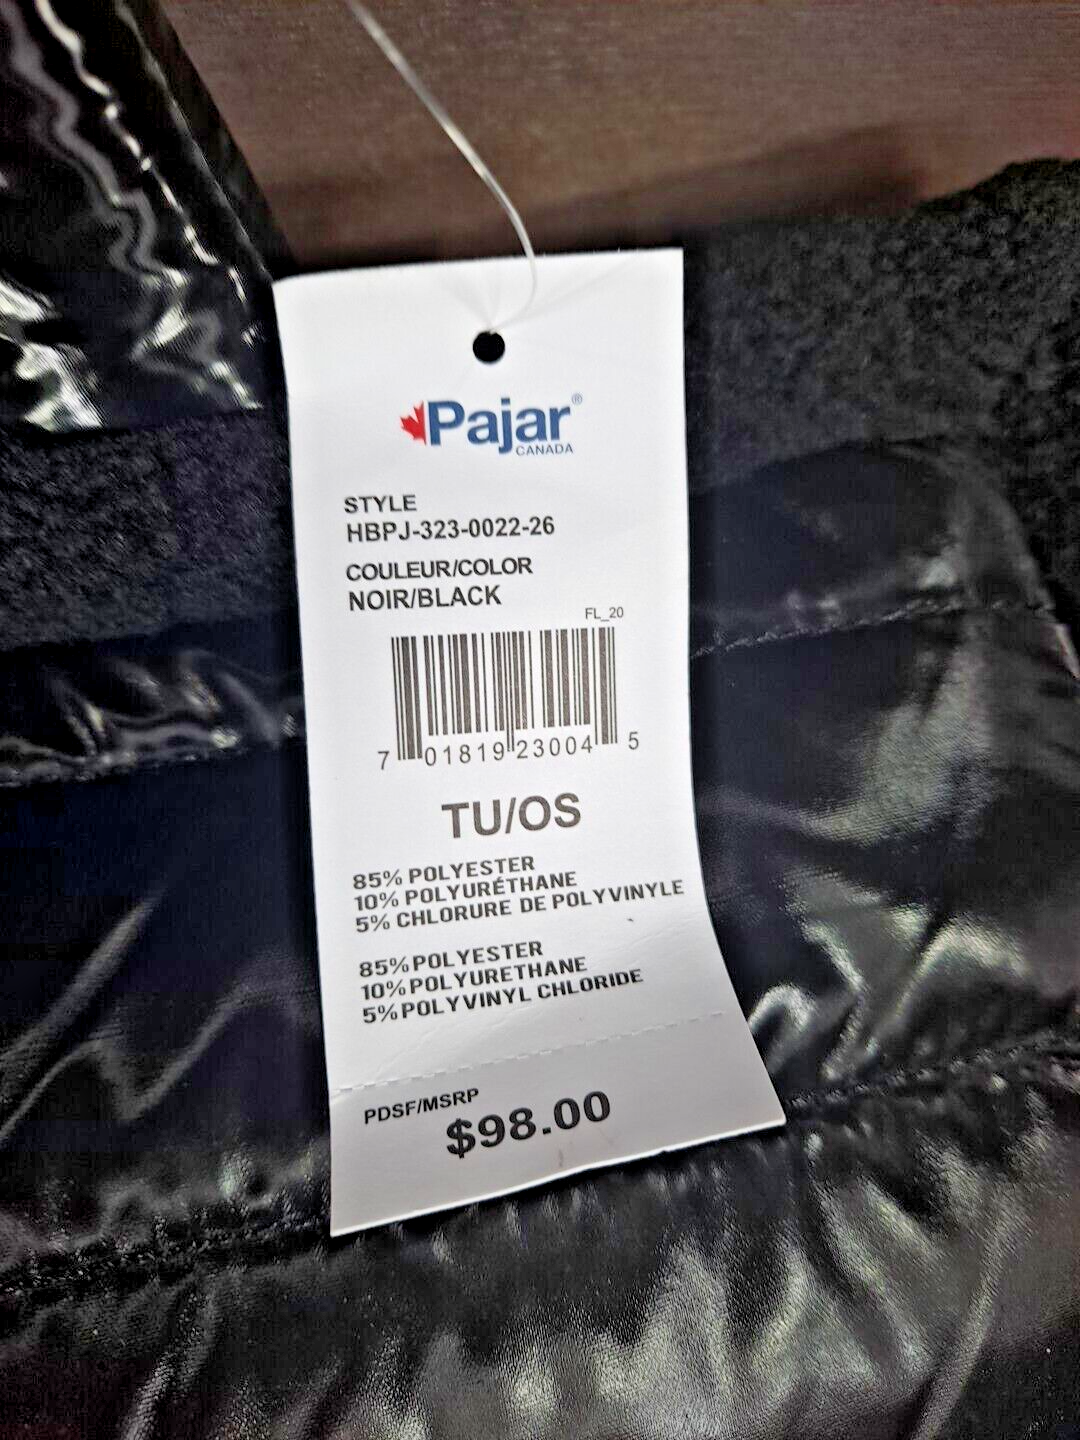 Pajar®
CANADA
STYLE
HBPJ-323-0022-26
COULEUR/COLOR
NOIR/BLACK
FL_20
7 01819 23004 5
TU/OS
85% POLYESTER
10% POLYURÉTHANE
5% CHLORURE DE POLYVINYLE
85% POLYESTER
10% POLYURETHANE
5% POLYVINYL CHLORIDE
PDSF/MSRP
$98.00